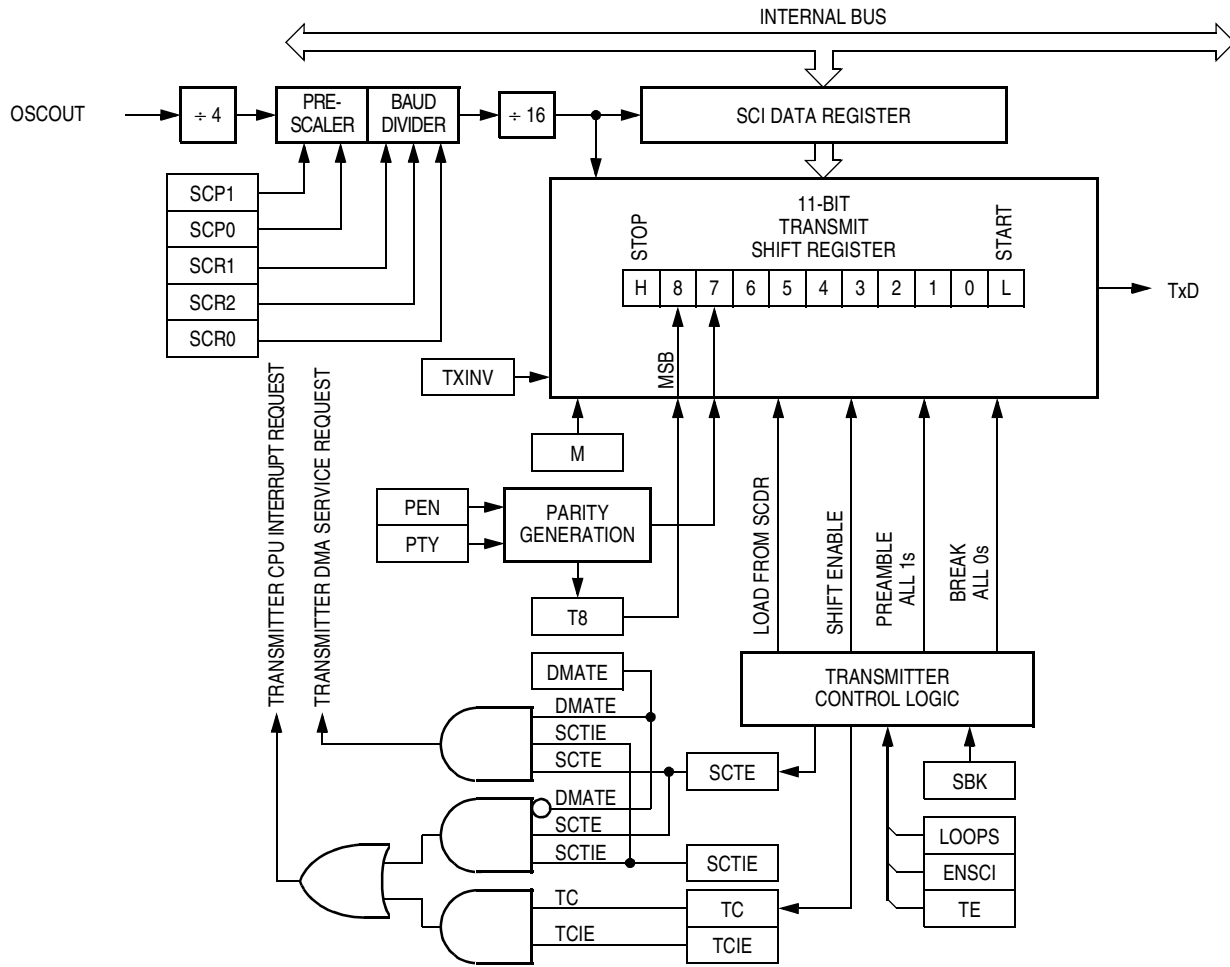 INTERNAL BUS
OSCOUT
÷ 4
PRE-
SCALER
BAUD
DIVIDER
÷ 16
SCI DATA REGISTER
SCP1
SCP0
SCR1
SCR2
SCR0
11-BIT
TRANSMIT
SHIFT REGISTER
STOP
START
H 8 7 6 5 4 3 2 1 0 L
TxD
TXINV
MSB
M
PEN
PTY
PARITY
GENERATION
T8
TRANSMITTER CPU INTERRUPT REQUEST
TRANSMITTER DMA SERVICE REQUEST
LOAD FROM SCDR
SHIFT ENABLE
PREAMBLE
ALL 1s
BREAK
ALL 0s
TRANSMITTER
CONTROL LOGIC
DMATE
DMATE
SCTIE
SCTE
SCTE
DMATE
SCTE
SCTIE
SCTIE
TC
TC
TCIE
TCIE
SBK
LOOPS
ENSCI
TE